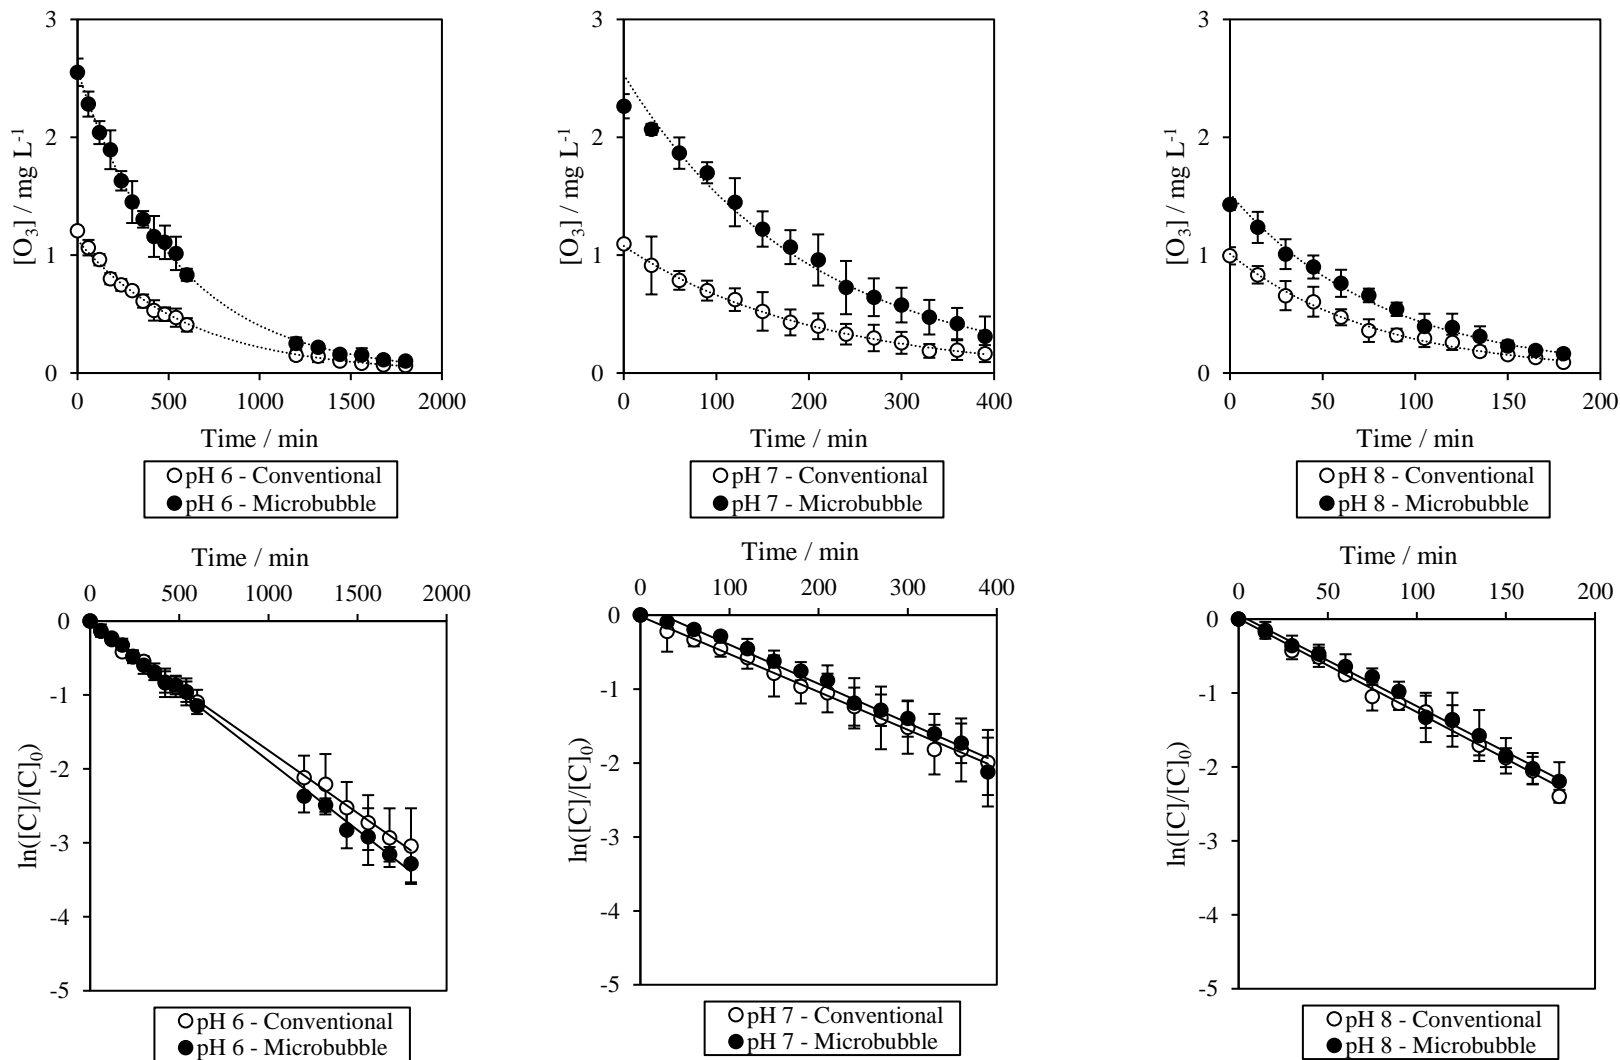 3
2
1
0
[O3] / mg L-1
0 500 1000 1500 2000
Time / min
pH 6 - Conventional
pH 6 - Microbubble
3
2
1
0
[O3] / mg L-1
0 100 200 300 400
Time / min
pH 7 - Conventional
pH 7 - Microbubble
3
2
1
0
[O3] / mg L-1
0 50 100 150 200
Time / min
pH 8 - Conventional
pH 8 - Microbubble
Time / min
0 500 1000 1500 2000
0
-1
-2
-3
-4
-5
ln([C]/[C]0)
pH 6 - Conventional
pH 6 - Microbubble
Time / min
0 100 200 300 400
0
-1
-2
-3
-4
-5
ln([C]/[C]0)
pH 7 - Conventional
pH 7 - Microbubble
Time / min
0 50 100 150 200
0
-1
-2
-3
-4
-5
ln([C]/[C]0)
pH 8 - Conventional
pH 8 - Microbubble